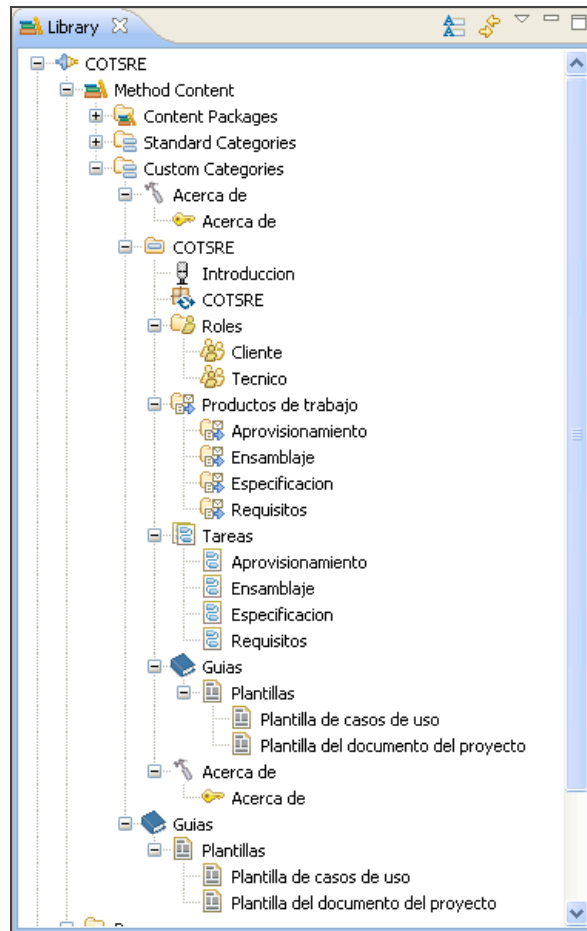 Library
COTSRE
Method Content
Content Packages
Standard Categories
Custom Categories
Acerca de
Acerca de
COTSRE
Introduccion
COTSRE
Roles
Cliente
Tecnico
Productos de trabajo
Aprovisionamiento
Ensamblaje
Especificacion
Requisitos
Tareas
Aprovisionamiento
Ensamblaje
Especificacion
Requisitos
Guias
Plantillas
Plantilla de casos de uso
Plantilla del documento del proyecto
Acerca de
Acerca de
Guias
Plantillas
Plantilla de casos de uso
Plantilla del documento del proyecto